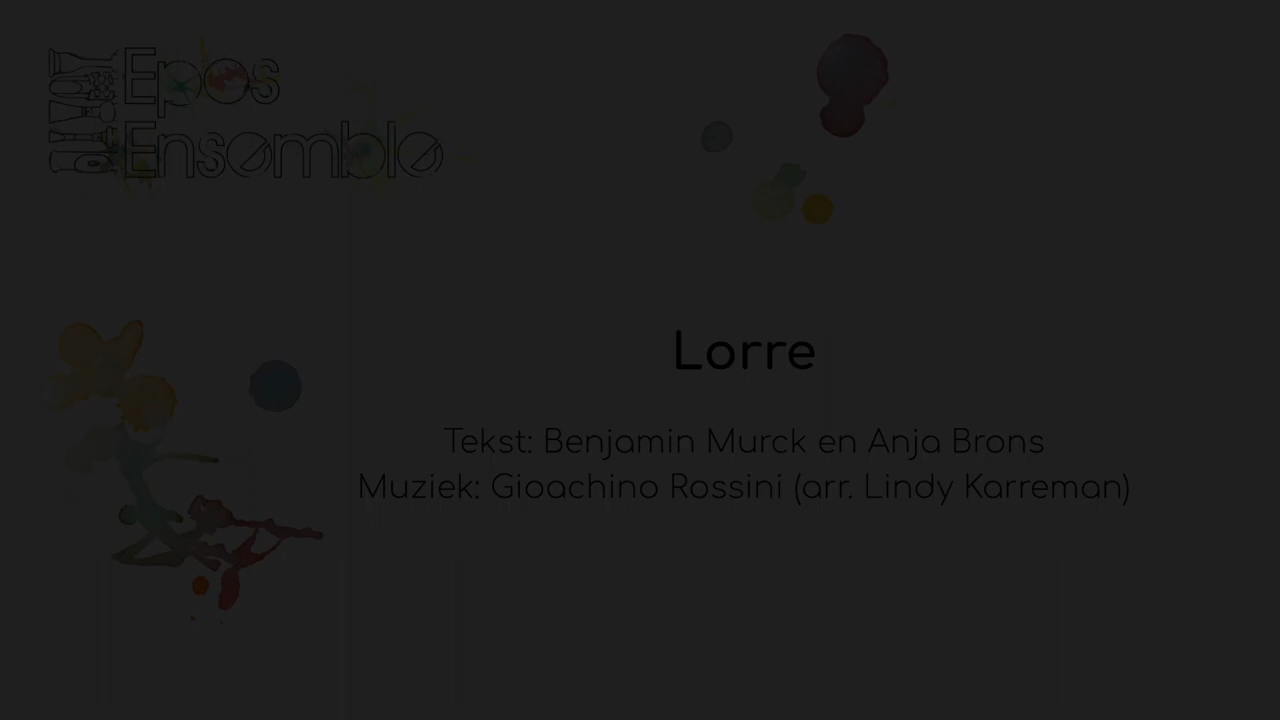 Epos
Ensemble
Lorre
Tekst: Benjamin Murck en Anja Brons
Muziek: Gioachino Rossini (arr. Lindy Karreman)